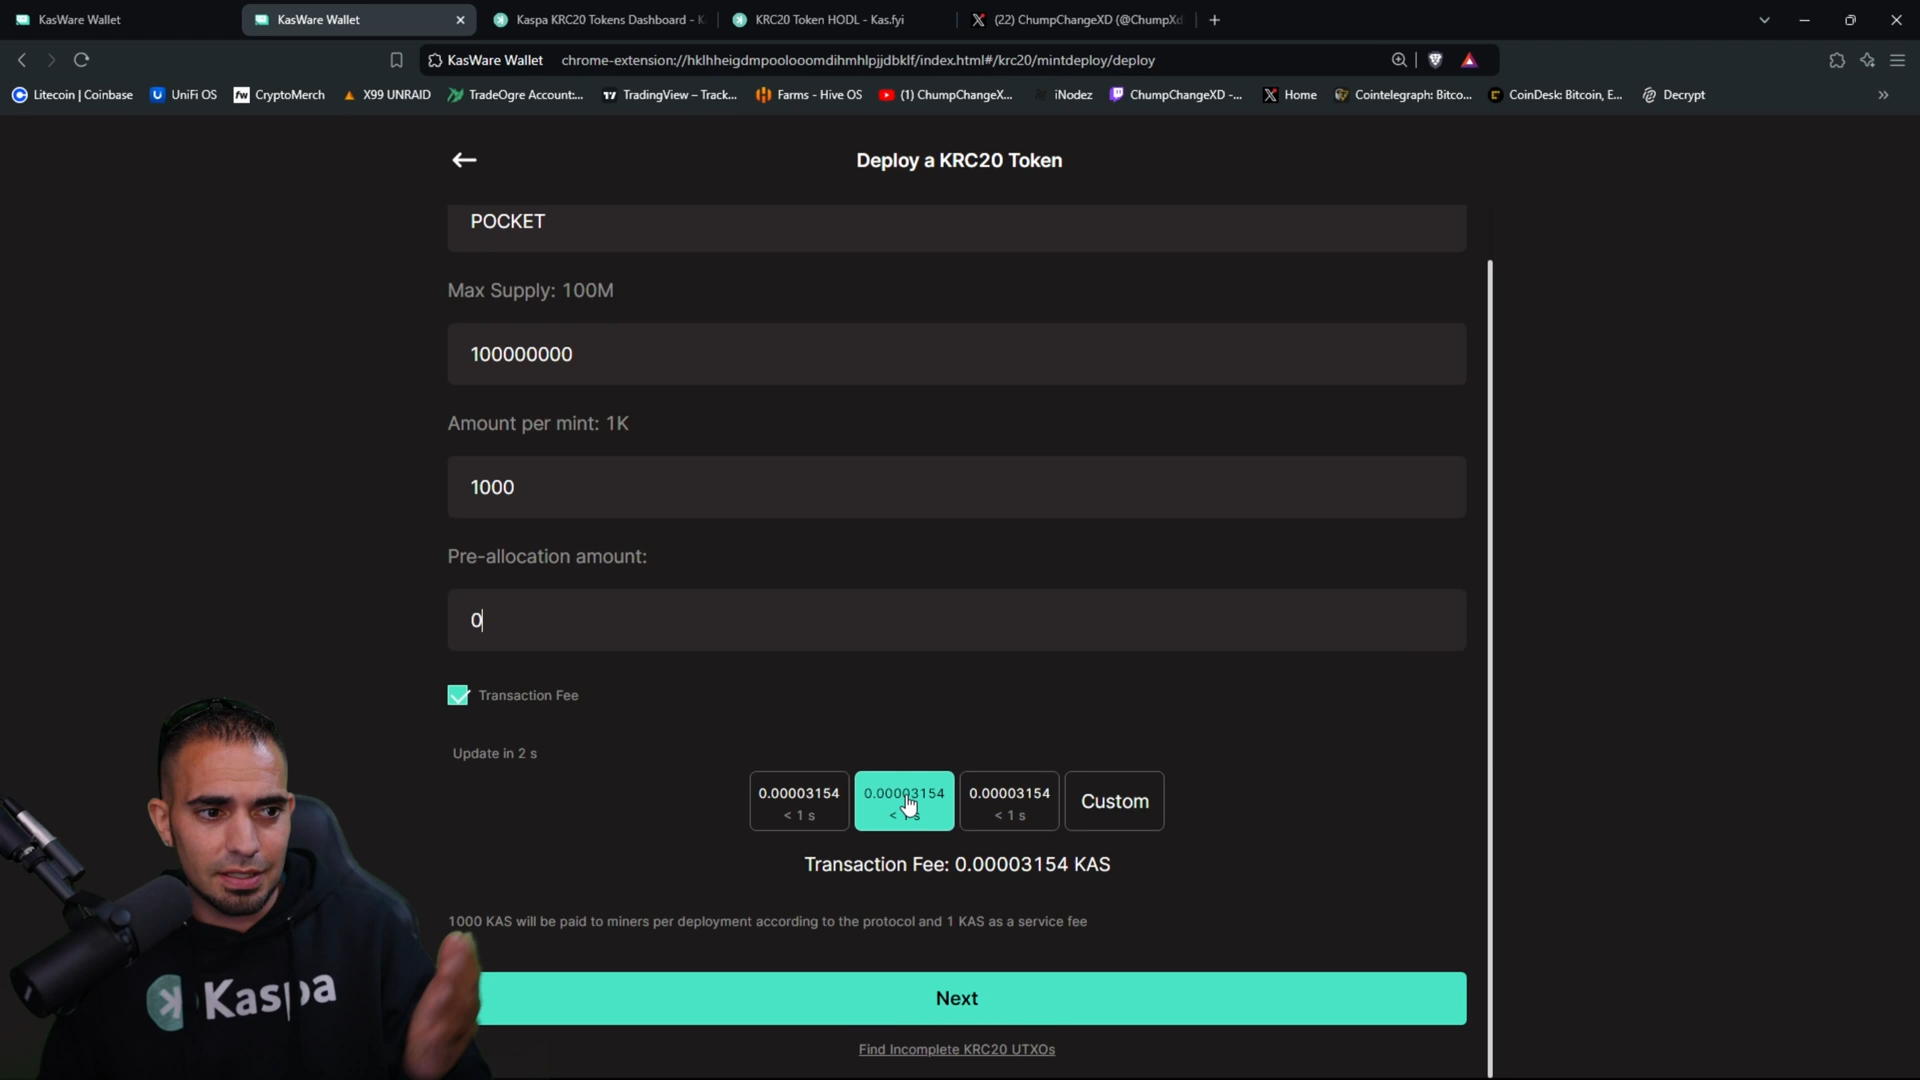 KasWare Wallet
KasWare Wallet
Kaspa KRC20 Tokens Dashboard - K
KRC20 Token HODL - Kas.fyi
(22) ChumpChangeXD (@ChumpXd
KasWare Wallet chrome-extension://hklhheigdmpoolooomdihmhlpjjdbklf/index.html#/krc20/mintdeploy/deploy
Litecoin | Coinbase
UniFi OS
fw CryptoMerch
X99 UNRAID
TradeOgre Account:...
TradingView – Track...
Farms - Hive OS
(1) ChumpChangeX...
iNodez
ChumpChangeXD -...
Home
Cointelegraph: Bitco...
CoinDesk: Bitcoin, E...
Decrypt
Deploy a KRC20 Token
POCKET
Max Supply: 100M
100000000
Amount per mint: 1K
1000
Pre-allocation amount:
0
Transaction Fee
Update in 2 s
0.00003154 0.00003154 0.00003154 Custom
< 1 s < 1 s < 1 s
Transaction Fee: 0.00003154 KAS
1000 KAS will be paid to miners per deployment according to the protocol and 1 KAS as a service fee
Next
Find Incomplete KRC20 UTXOs
Kaspa